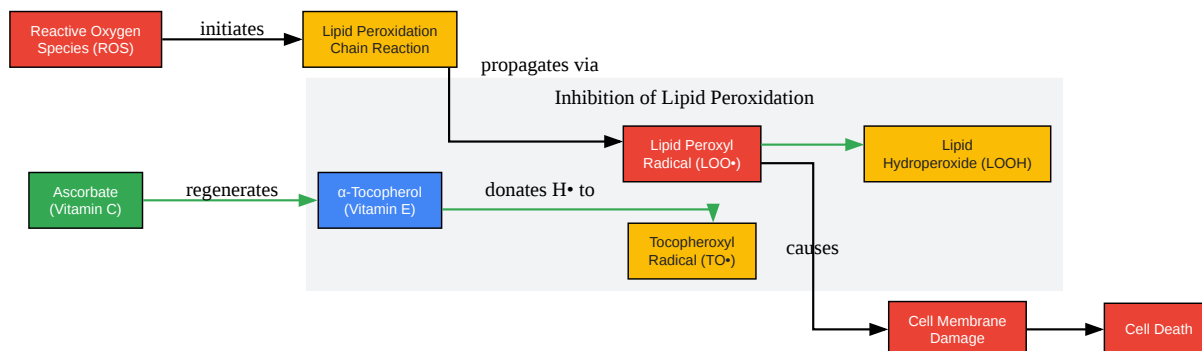 Reactive Oxygen
Species (ROS)
initiates
Lipid Peroxidation
Chain Reaction
propagates via
Inhibition of Lipid Peroxidation
Lipid Peroxyl
Radical (LOO•)
Lipid
Hydroperoxide (LOOH)
Ascorbate
(Vitamin C)
regenerates
α-Tocopherol
(Vitamin E)
donates H• to
Tocopheroxyl
Radical (TO•)
causes
Cell Membrane
Damage
Cell Death